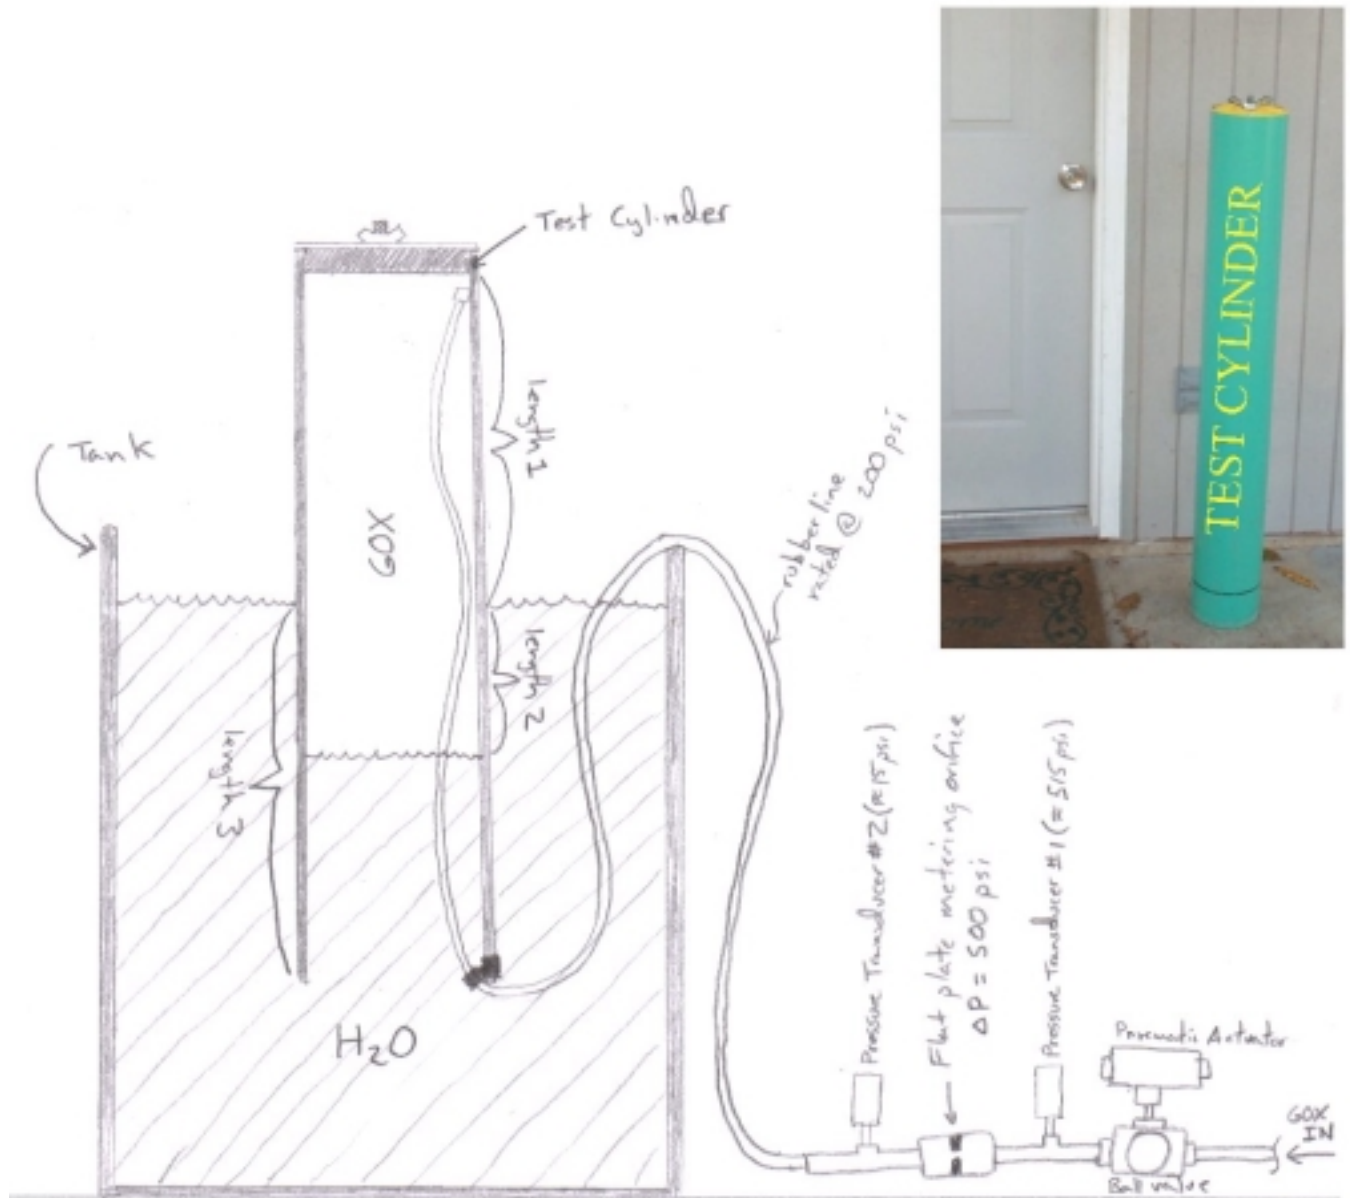 Test Cylinder
TEST CYLINDER
Tank
length 1
GOX
rubber line
rated @ 200 psi
length 2
length 3
H2O
Pressure Transducer #2 (≈15 psi)
Flat plate metering orifice
ΔP = 500 psi
Pressure Transducer #1 (≈ 515 psi)
Pneumatic Actuator
GOX
IN
Ball valve